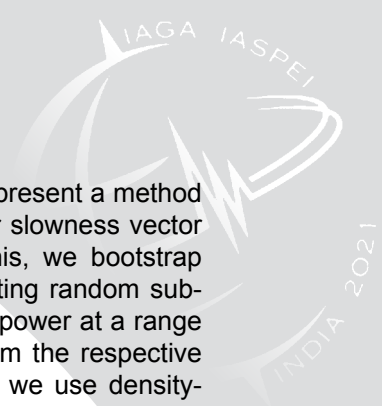 IAGA IASPEI
INDIA 2021
present a method
slowness vector
his, we bootstrap
ting random sub-
power at a range
m the respective
we use density-